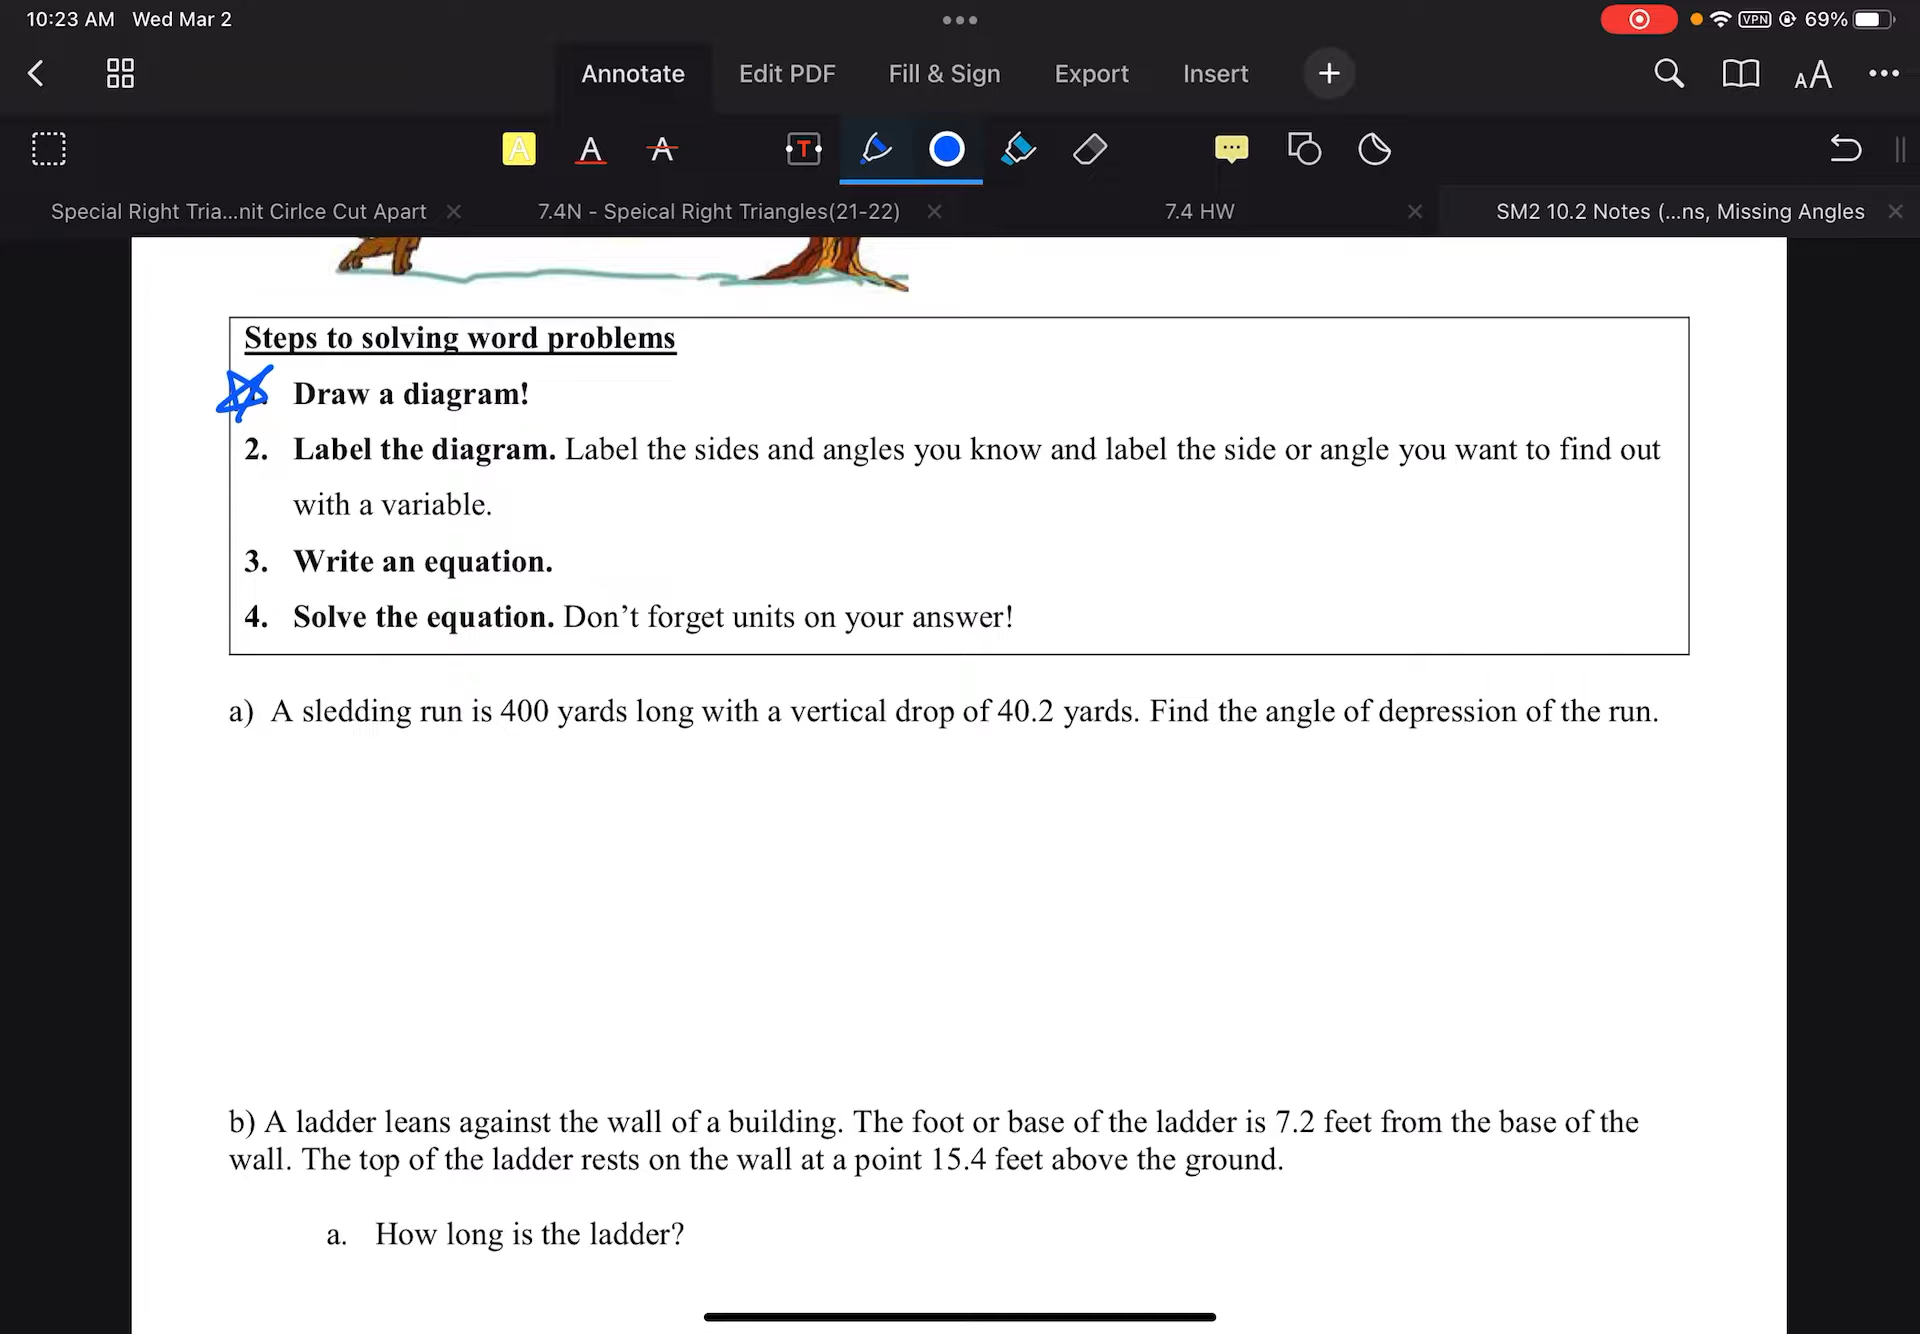 10:23 AM Wed Mar 2
VPN 69%
Annotate Edit PDF Fill & Sign Export Insert
AA
A A A T
Special Right Tria...nit Cirlce Cut Apart 7.4N - Speical Right Triangles(21-22) 7.4 HW SM2 10.2 Notes (...ns, Missing Angles
Steps to solving word problems
Draw a diagram!
2. Label the diagram. Label the sides and angles you know and label the side or angle you want to find out
with a variable.
3. Write an equation.
4. Solve the equation. Don’t forget units on your answer!
a) A sledding run is 400 yards long with a vertical drop of 40.2 yards. Find the angle of depression of the run.
b) A ladder leans against the wall of a building. The foot or base of the ladder is 7.2 feet from the base of the
wall. The top of the ladder rests on the wall at a point 15.4 feet above the ground.
a. How long is the ladder?